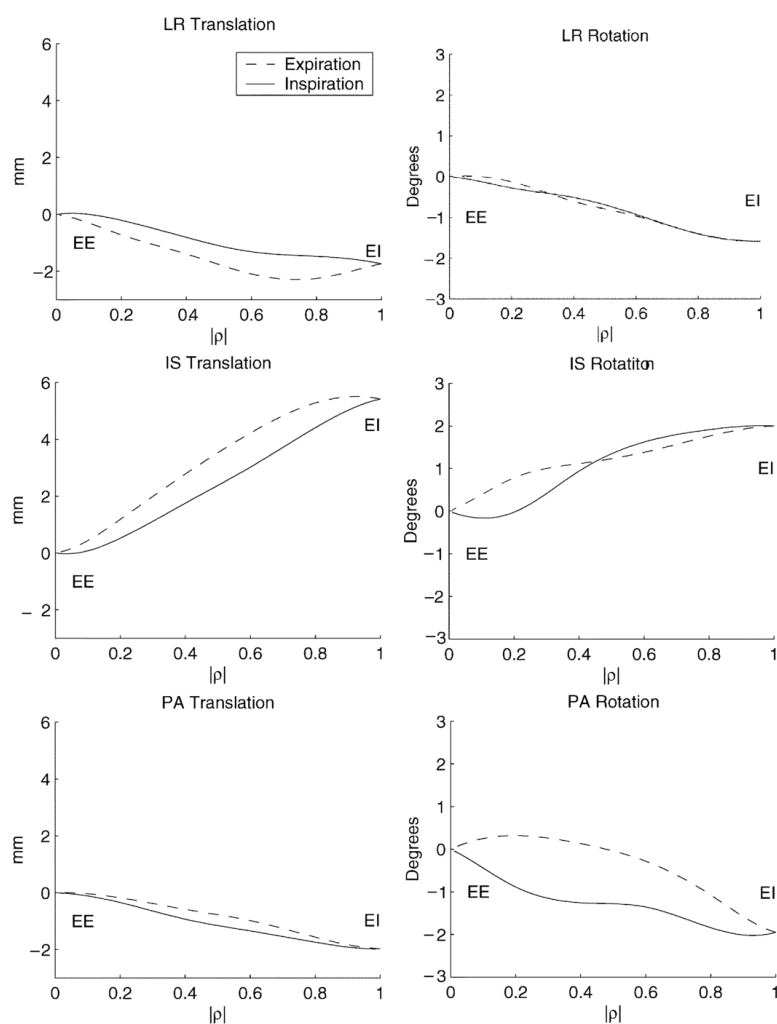 LR Translation
6
4
2
0
−2
mm
Expiration
Inspiration
EE
EI
0 0.2 0.4 0.6 0.8 1
|ρ|
LR Rotation
3
2
1
0
−1
−2
−3
Degrees
EE
EI
0 0.2 0.4 0.6 0.8 1
|ρ|
IS Translation
6
4
2
0
− 2
mm
EE
EI
0 0.2 0.4 0.6 0.8 1
|ρ|
IS Rotatiton
3
2
1
0
−1
−2
−3
Degrees
EE
EI
0 0.2 0.4 0.6 0.8 1
|ρ|
PA Translation
6
4
2
0
−2
mm
EE
EI
0 0.2 0.4 0.6 0.8 1
|ρ|
PA Rotation
3
2
1
0
−1
−2
−3
Degrees
EE
EI
0 0.2 0.4 0.6 0.8 1
|ρ|